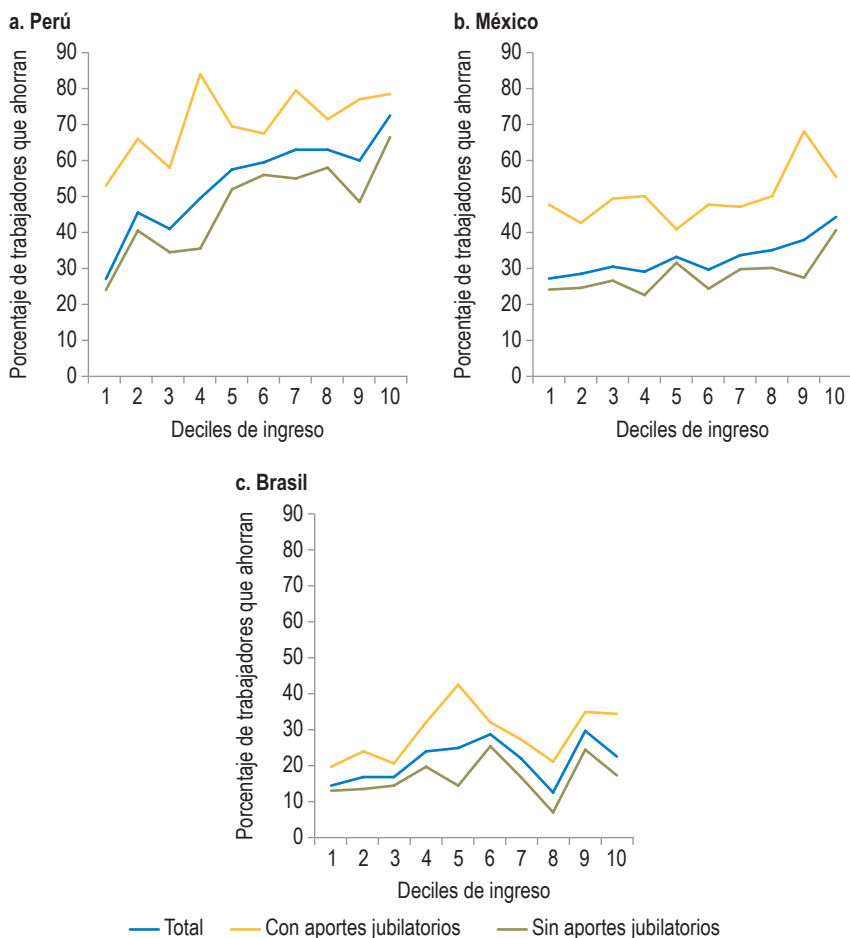 a. Perú
Porcentaje de trabajadores que ahorran
90
80
70
60
50
40
30
20
10
0
1 2 3 4 5 6 7 8 9 10
Deciles de ingreso
b. México
Porcentaje de trabajadores que ahorran
90
80
70
60
50
40
30
20
10
0
1 2 3 4 5 6 7 8 9 10
Deciles de ingreso
c. Brasil
Porcentaje de trabajadores que ahorran
90
80
70
60
50
40
30
20
10
0
1 2 3 4 5 6 7 8 9 10
Deciles de ingreso
Total Con aportes jubilatorios Sin aportes jubilatorios